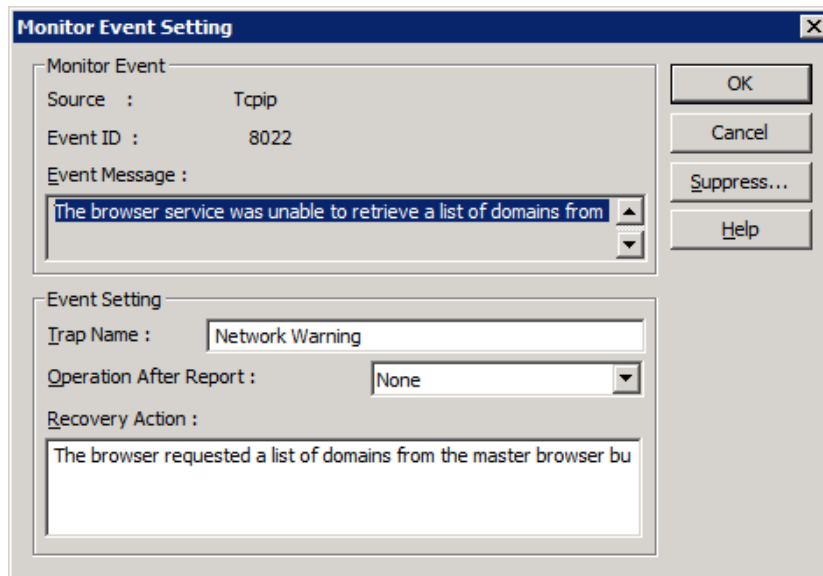 Monitor Event Setting
Monitor Event
Source : Tcpip
Event ID : 8022
Event Message :
The browser service was unable to retrieve a list of domains from
Event Setting
Trap Name : Network Warning
Operation After Report : None
Recovery Action :
The browser requested a list of domains from the master browser bu
OK
Cancel
Suppress...
Help